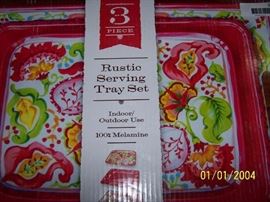 3
PIECE
Rustic
Serving
Tray Set
Indoor/
Outdoor Use
100% Melamine
01/01/2004